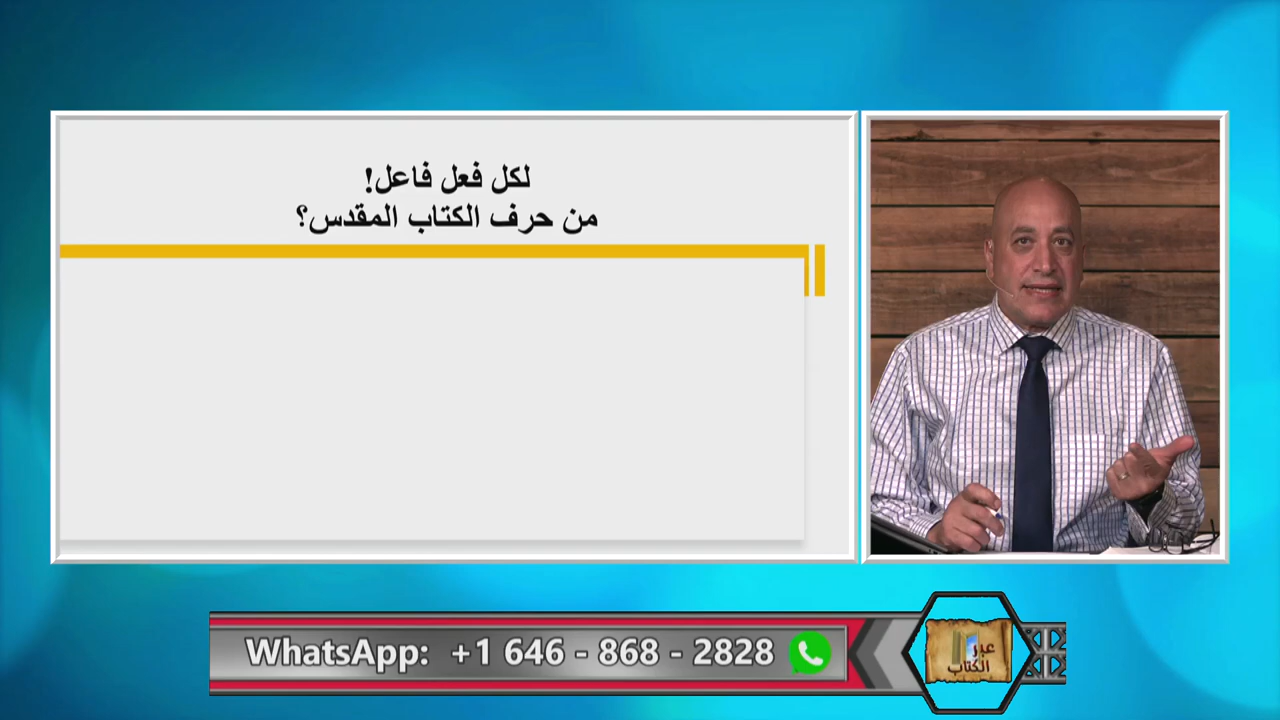 لكل فعل فاعل!
من حرف الكتاب المقدس؟
WhatsApp: +1 646 - 868 - 2828
عبر
الكتاب